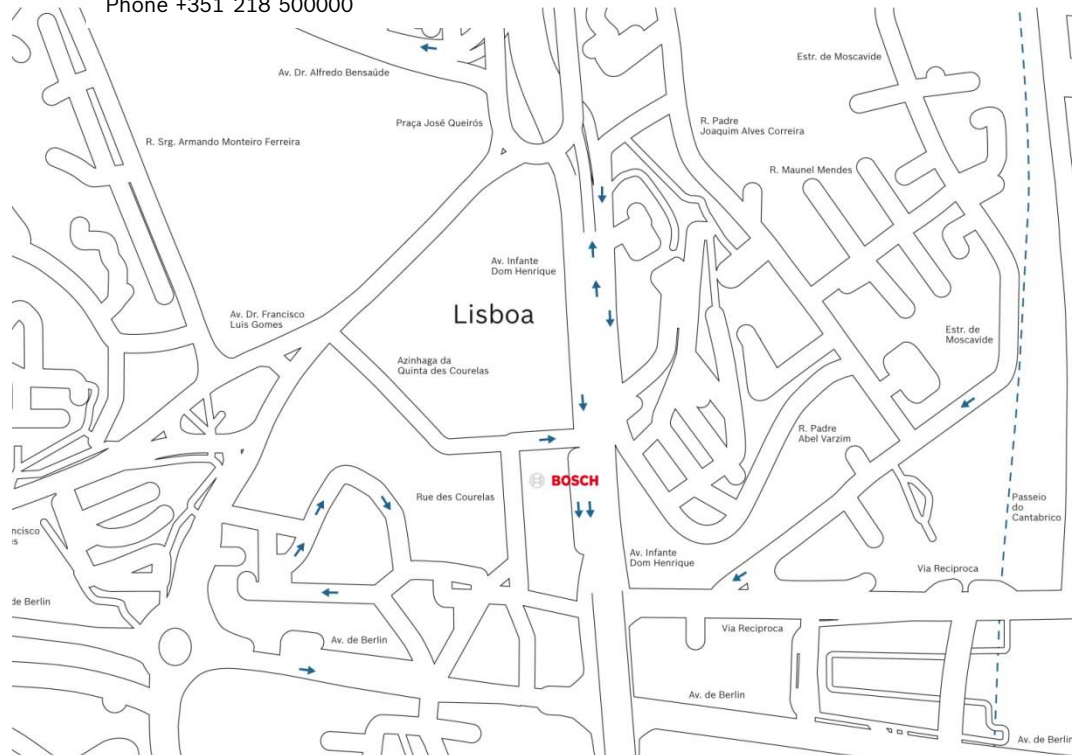 Phone +351 218 500000
Av. Dr. Alfredo Bensaúde
Estr. de Moscavide
Praça José Queirós
R. Padre
Joaquim Alves Correira
R. Srg. Armando Monteiro Ferreira
R. Maunel Mendes
Av. Infante
Dom Henrique
Lisboa
Av. Dr. Francisco
Luis Gomes
Estr. de
Moscavide
Azinhaga da
Quinta des Courelas
R. Padre
Abel Varzim
BOSCH
Rue des Courelas
Passeio
do
Cantabrico
Av. Infante
Dom Henrique
Via Reciproca
de Berlin
Av. de Berlin
Via Reciproca
Av. de Berlin
Av. de Berlin